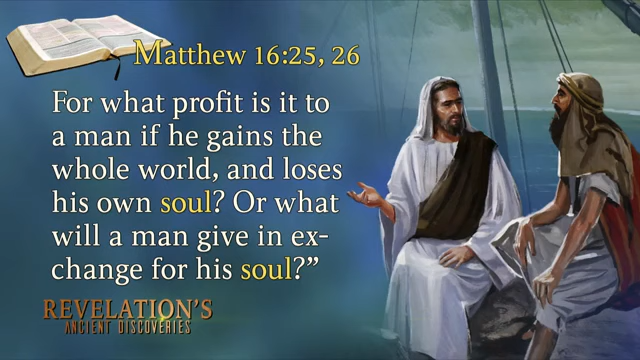 Matthew 16:25, 26
For what profit is it to
a man if he gains the
whole world, and loses
his own soul? Or what
will a man give in ex-
change for his soul?”
REVELATION'S
ANCIENT DISCOVERIES